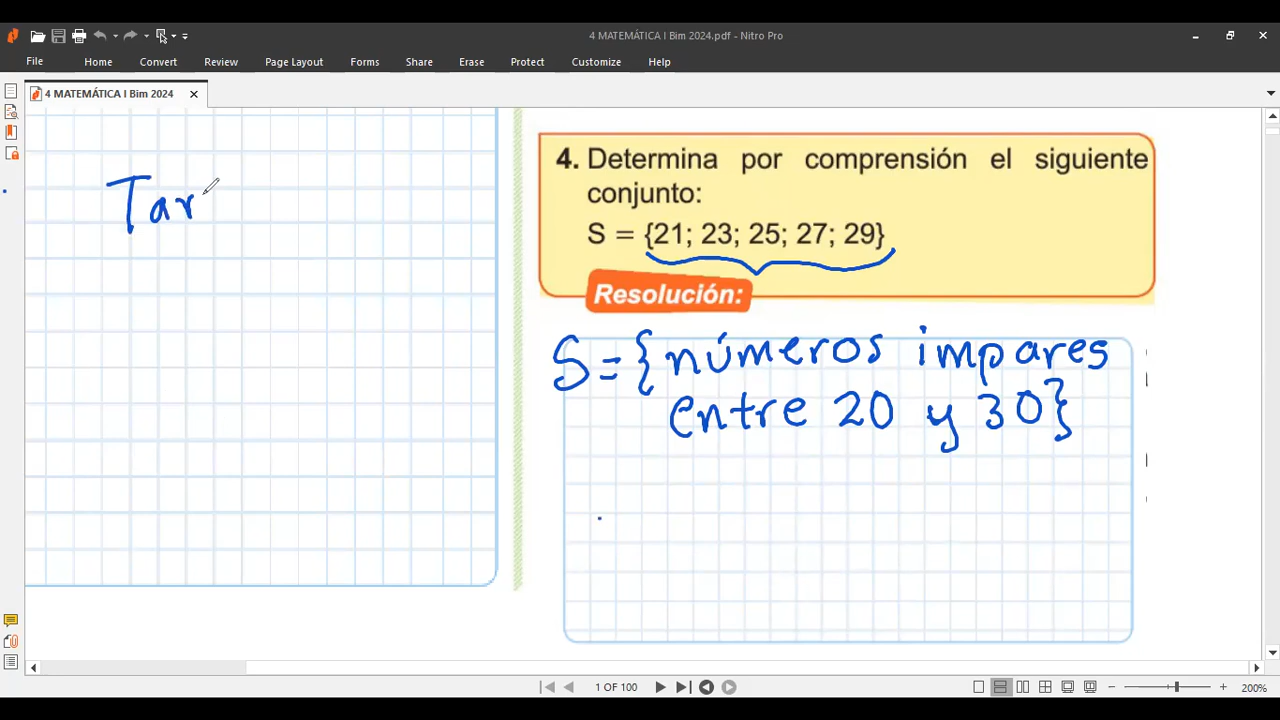 4 MATEMÁTICA I Bim 2024.pdf - Nitro Pro
File Home Convert Review Page Layout Forms Share Erase Protect Customize Help
4 MATEMÁTICA I Bim 2024
Tar
4. Determina por comprensión el siguiente
conjunto:
S = {21; 23; 25; 27; 29}
Resolución:
S={números impares
entre 20 y 30}
1 OF 100
200%